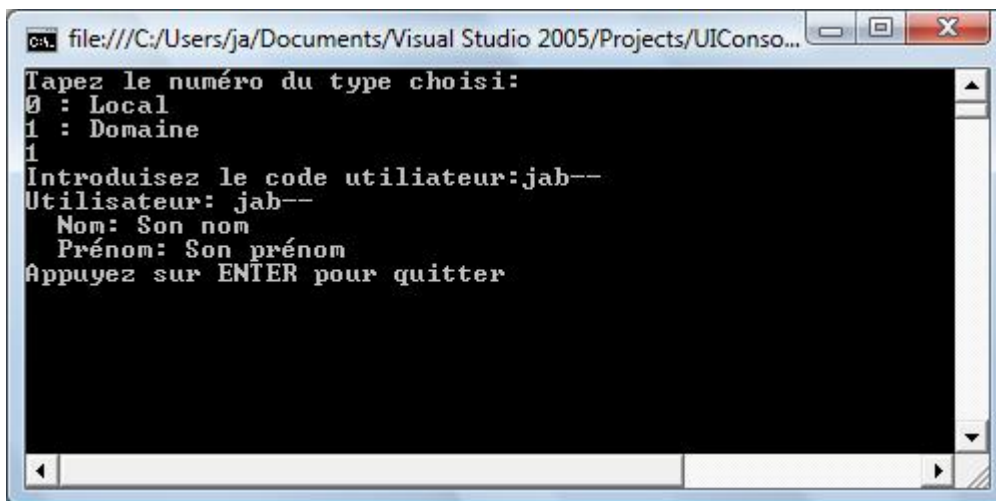 file:///C:/Users/ja/Documents/Visual Studio 2005/Projects/UIConso...
Tapez le numéro du type choisi:
0 : Local
1 : Domaine
1
Introduisez le code utiliateur:jab--
Utilisateur: jab--
Nom: Son nom
Prénom: Son prénom
Appuyez sur ENTER pour quitter